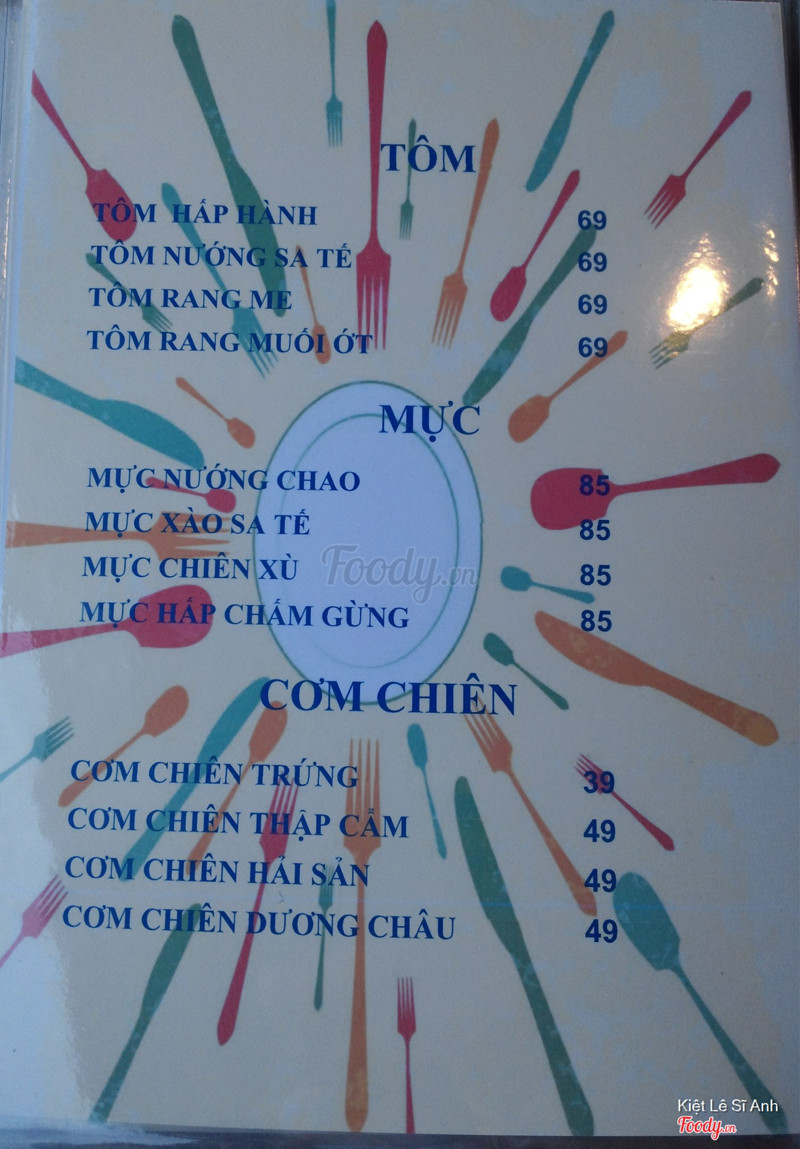 TÔM
TÔM HẤP HÀNH 69
TÔM NƯỚNG SA TẾ 69
TÔM RANG ME 69
TÔM RANG MUỐI ỚT 69
MỰC
MỰC NƯỚNG CHAO 85
MỰC XÀO SA TẾ 85
MỰC CHIÊN XÙ 85
Foody.vn
MỰC HẤP CHẤM GỪNG 85
CƠM CHIÊN
CƠM CHIÊN TRỨNG 39
CƠM CHIÊN THẬP CẨM 49
CƠM CHIÊN HẢI SẢN 49
CƠM CHIÊN DƯƠNG CHÂU 49
Kiệt Lê Sĩ Anh
Foody.vn